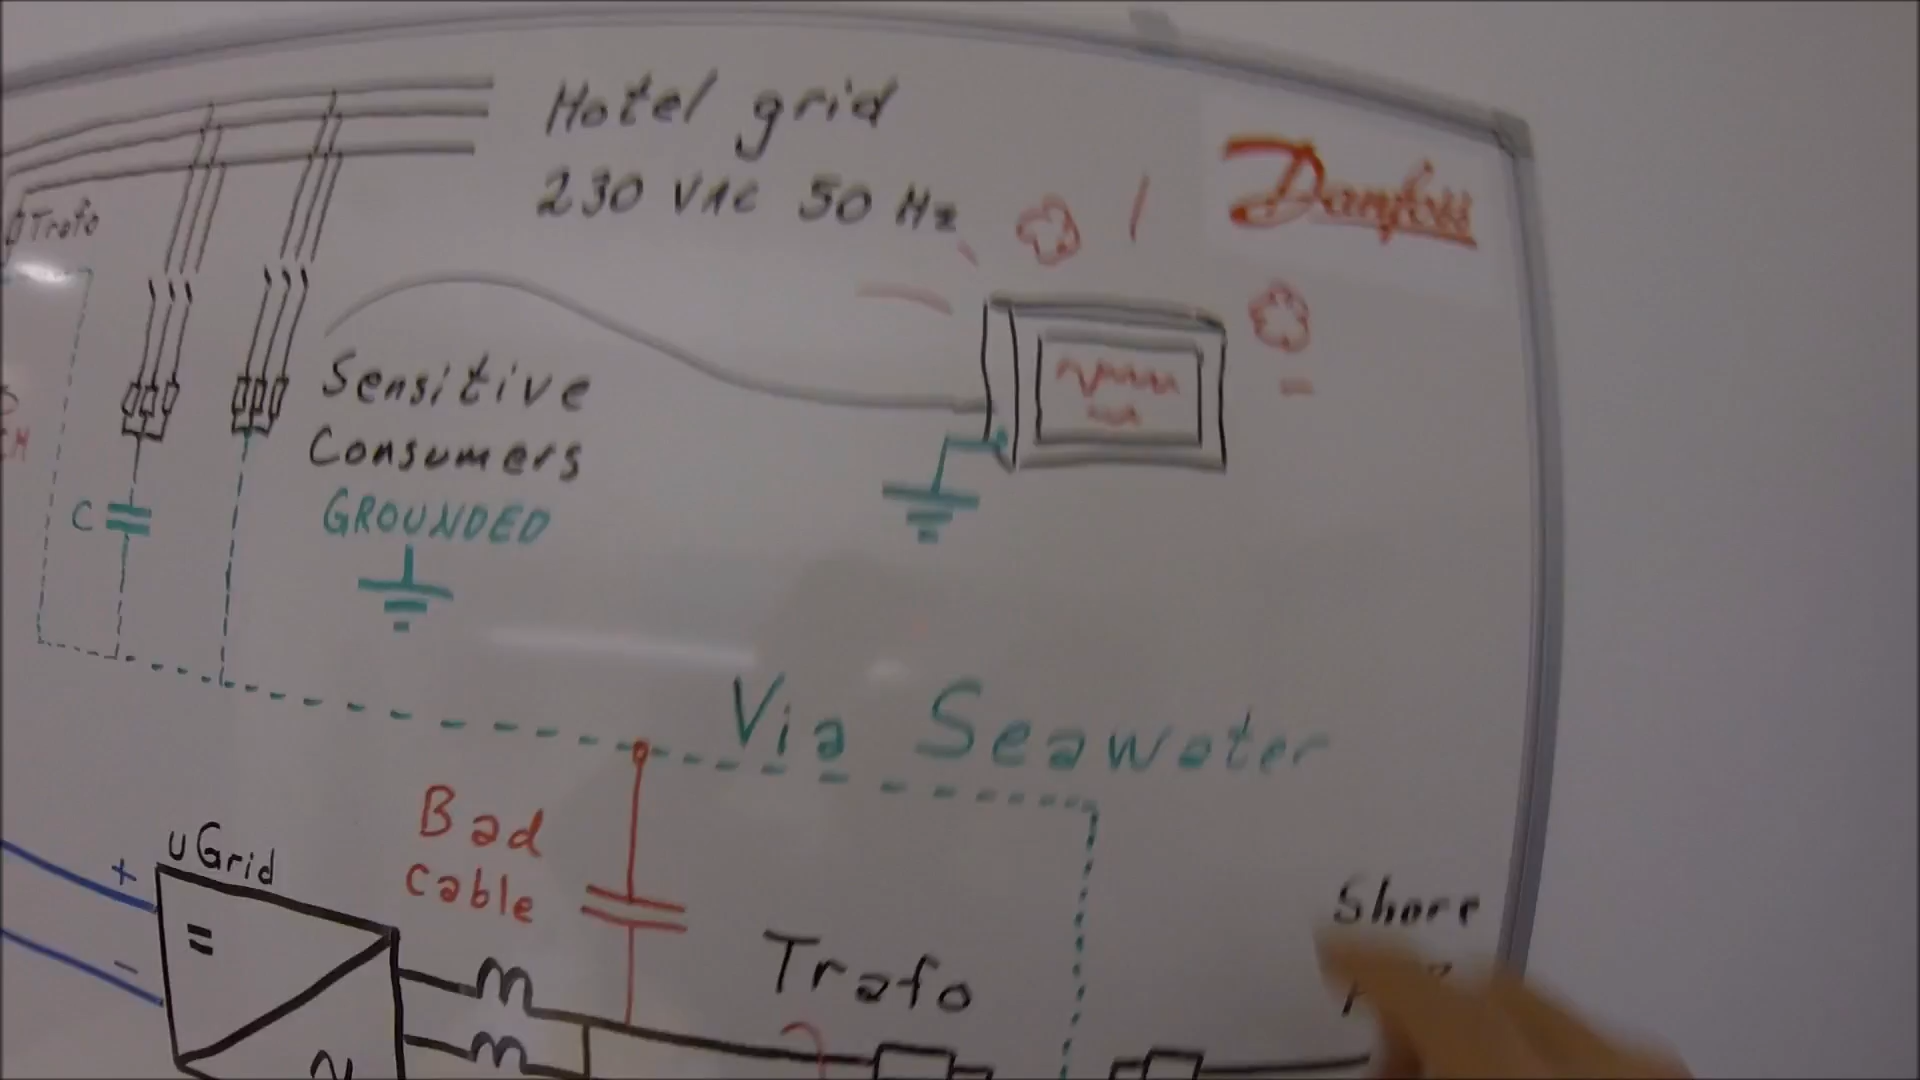 Hotel grid
230 VAC 50 Hz
Danfoss
Trafo
Sensitive
Consumers
GROUNDED
C
Via Seawater
Bad
cable
uGrid
+
=
-
~
Trafo
Shore